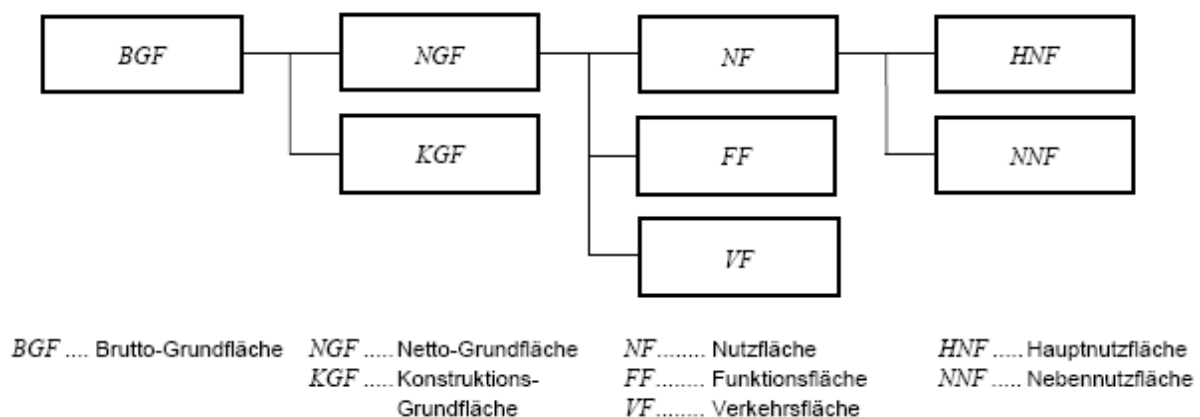 BGF NGF NF HNF
KGF FF NNF
VF
BGF .... Brutto-Grundfläche NGF ..... Netto-Grundfläche NF........ Nutzfläche HNF ..... Hauptnutzfläche
KGF ..... Konstruktions- FF ........ Funktionsfläche NNF ..... Nebennutzfläche
Grundfläche VF ........ Verkehrsfläche